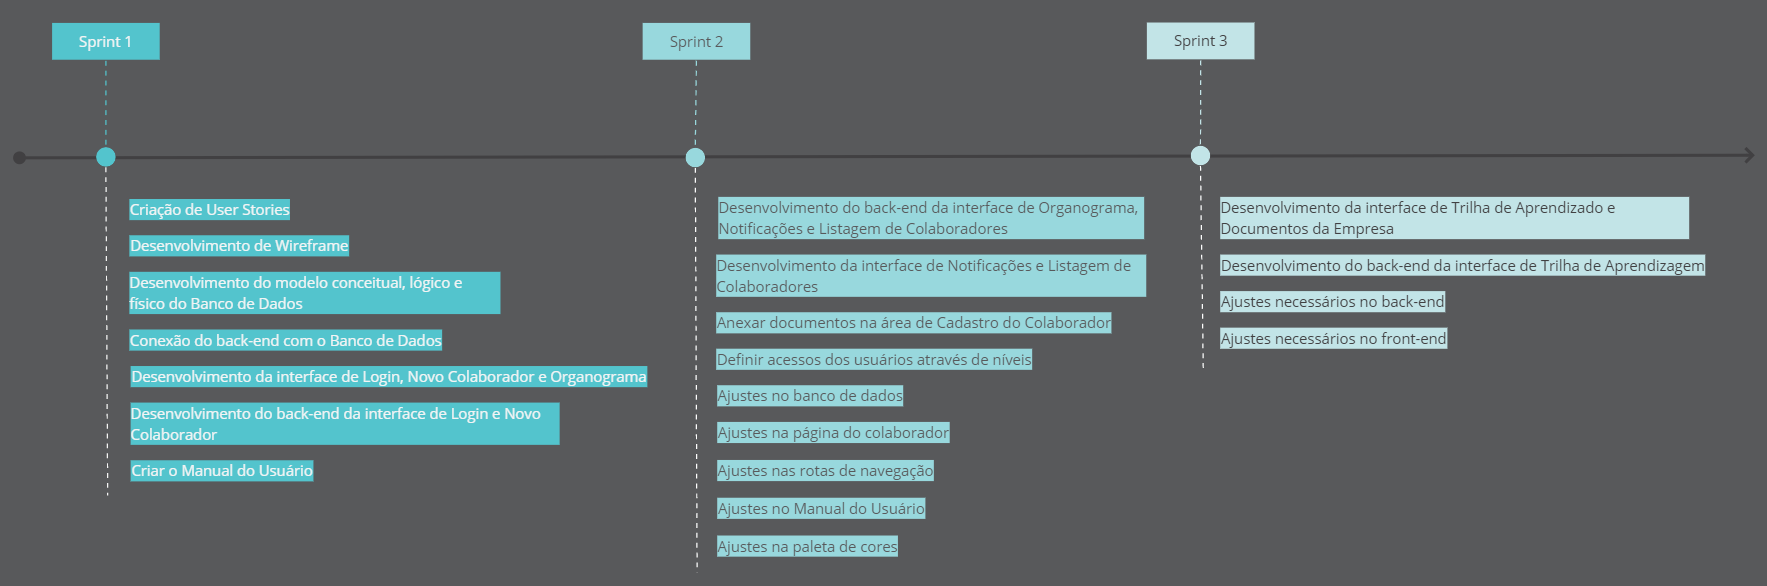 Sprint 1
Criação de User Stories
Desenvolvimento de Wireframe
Desenvolvimento do modelo conceitual, lógico e
físico do Banco de Dados
Conexão do back-end com o Banco de Dados
Desenvolvimento da interface de Login, Novo Colaborador e Organograma
Desenvolvimento do back-end da interface de Login e Novo
Colaborador
Criar o Manual do Usuário
Sprint 2
Desenvolvimento do back-end da interface de Organograma,
Notificações e Listagem de Colaboradores
Desenvolvimento da interface de Notificações e Listagem de
Colaboradores
Anexar documentos na área de Cadastro do Colaborador
Definir acessos dos usuários através de níveis
Ajustes no banco de dados
Ajustes na página do colaborador
Ajustes nas rotas de navegação
Ajustes no Manual do Usuário
Ajustes na paleta de cores
Sprint 3
Desenvolvimento da interface de Trilha de Aprendizado e
Documentos da Empresa
Desenvolvimento do back-end da interface de Trilha de Aprendizagem
Ajustes necessários no back-end
Ajustes necessários no front-end